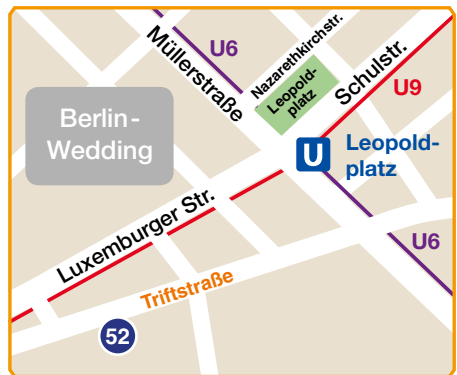 Müllerstraße
U6
Nazarethkirchstr.
Leopold-
platz
Schulstr.
U9
Berlin-
Wedding
U
Leopold-
platz
Luxemburger Str.
U6
Triftstraße
52